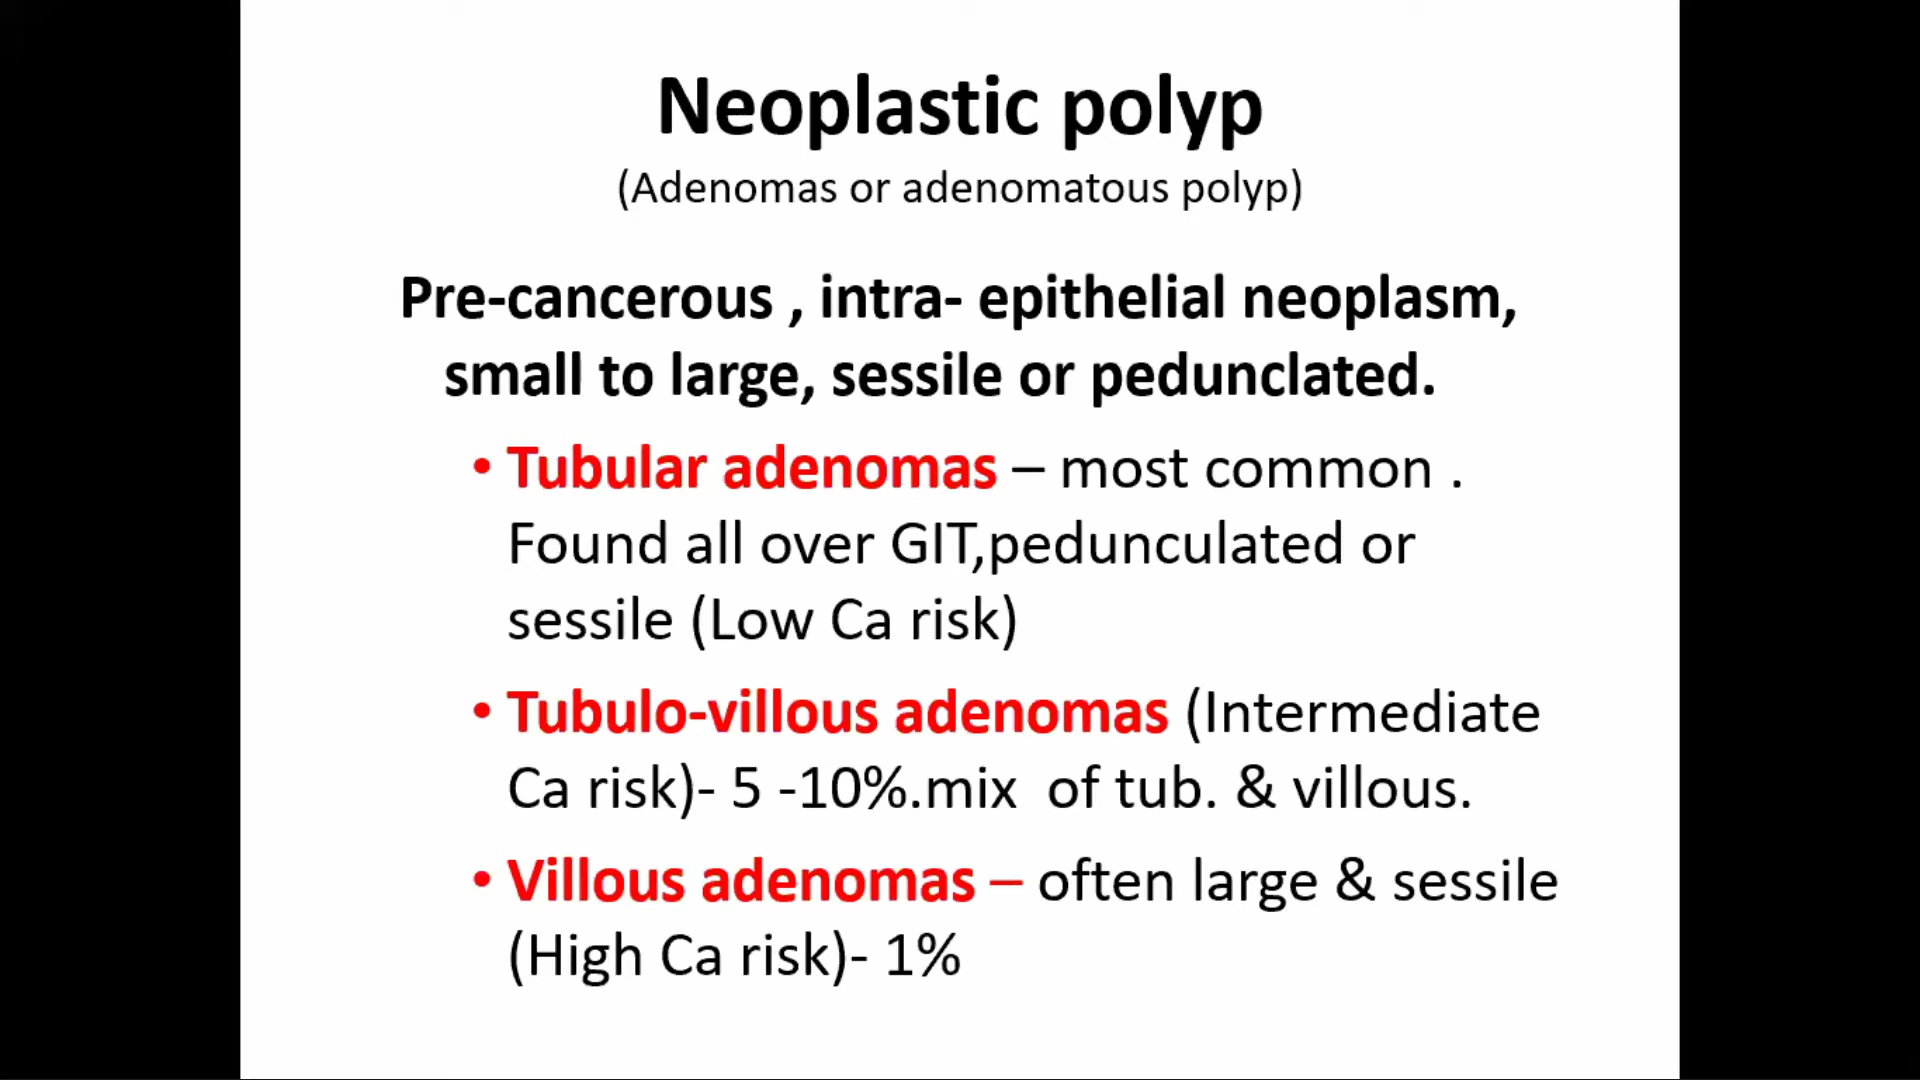 Neoplastic polyp
(Adenomas or adenomatous polyp)
Pre-cancerous , intra- epithelial neoplasm,
small to large, sessile or pedunclated.
• Tubular adenomas – most common .
Found all over GIT,pedunculated or
sessile (Low Ca risk)
• Tubulo-villous adenomas (Intermediate
Ca risk)- 5 -10%.mix of tub. & villous.
• Villous adenomas – often large & sessile
(High Ca risk)- 1%